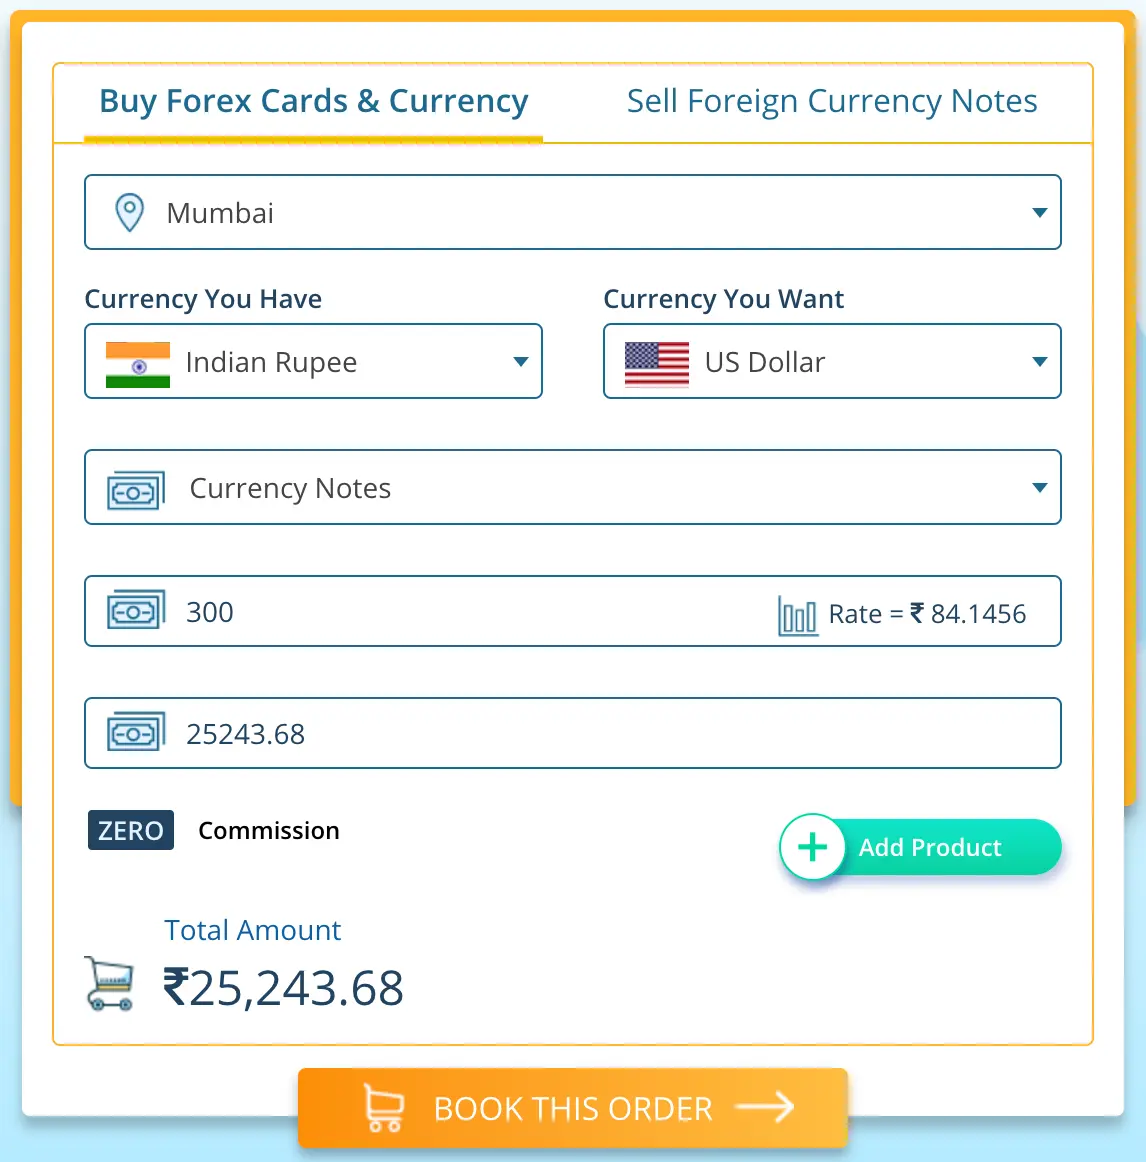 Buy Forex Cards & Currency
Sell Foreign Currency Notes
Mumbai
Currency You Have
Currency You Want
Indian Rupee
US Dollar
Currency Notes
300
Rate = ₹ 84.1456
25243.68
ZERO Commission
Add Product
Total Amount
₹25,243.68
BOOK THIS ORDER